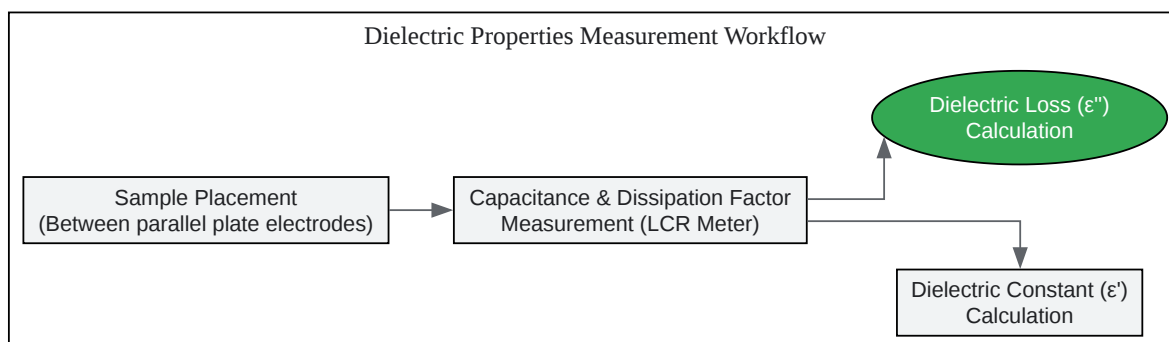 Dielectric Properties Measurement Workflow
Sample Placement
(Between parallel plate electrodes)
Capacitance & Dissipation Factor
Measurement (LCR Meter)
Dielectric Loss (ε")
Calculation
Dielectric Constant (ε')
Calculation